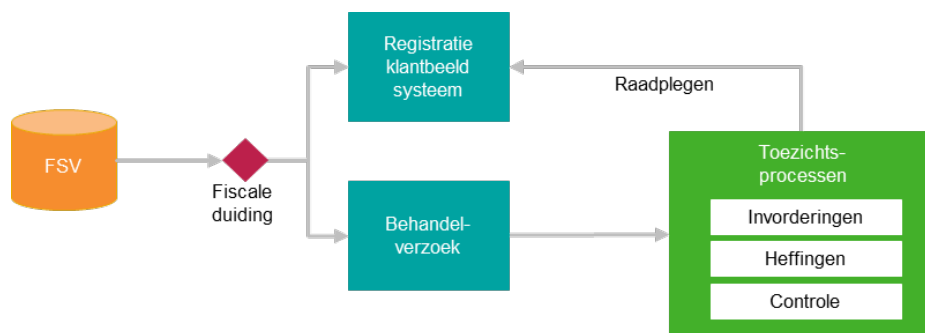 FSV
Fiscale
duiding
Registratie
klantbeeld
systeem
Behandel-
verzoek
Raadplegen
Toezichts-
processen
Invorderingen
Heffingen
Controle